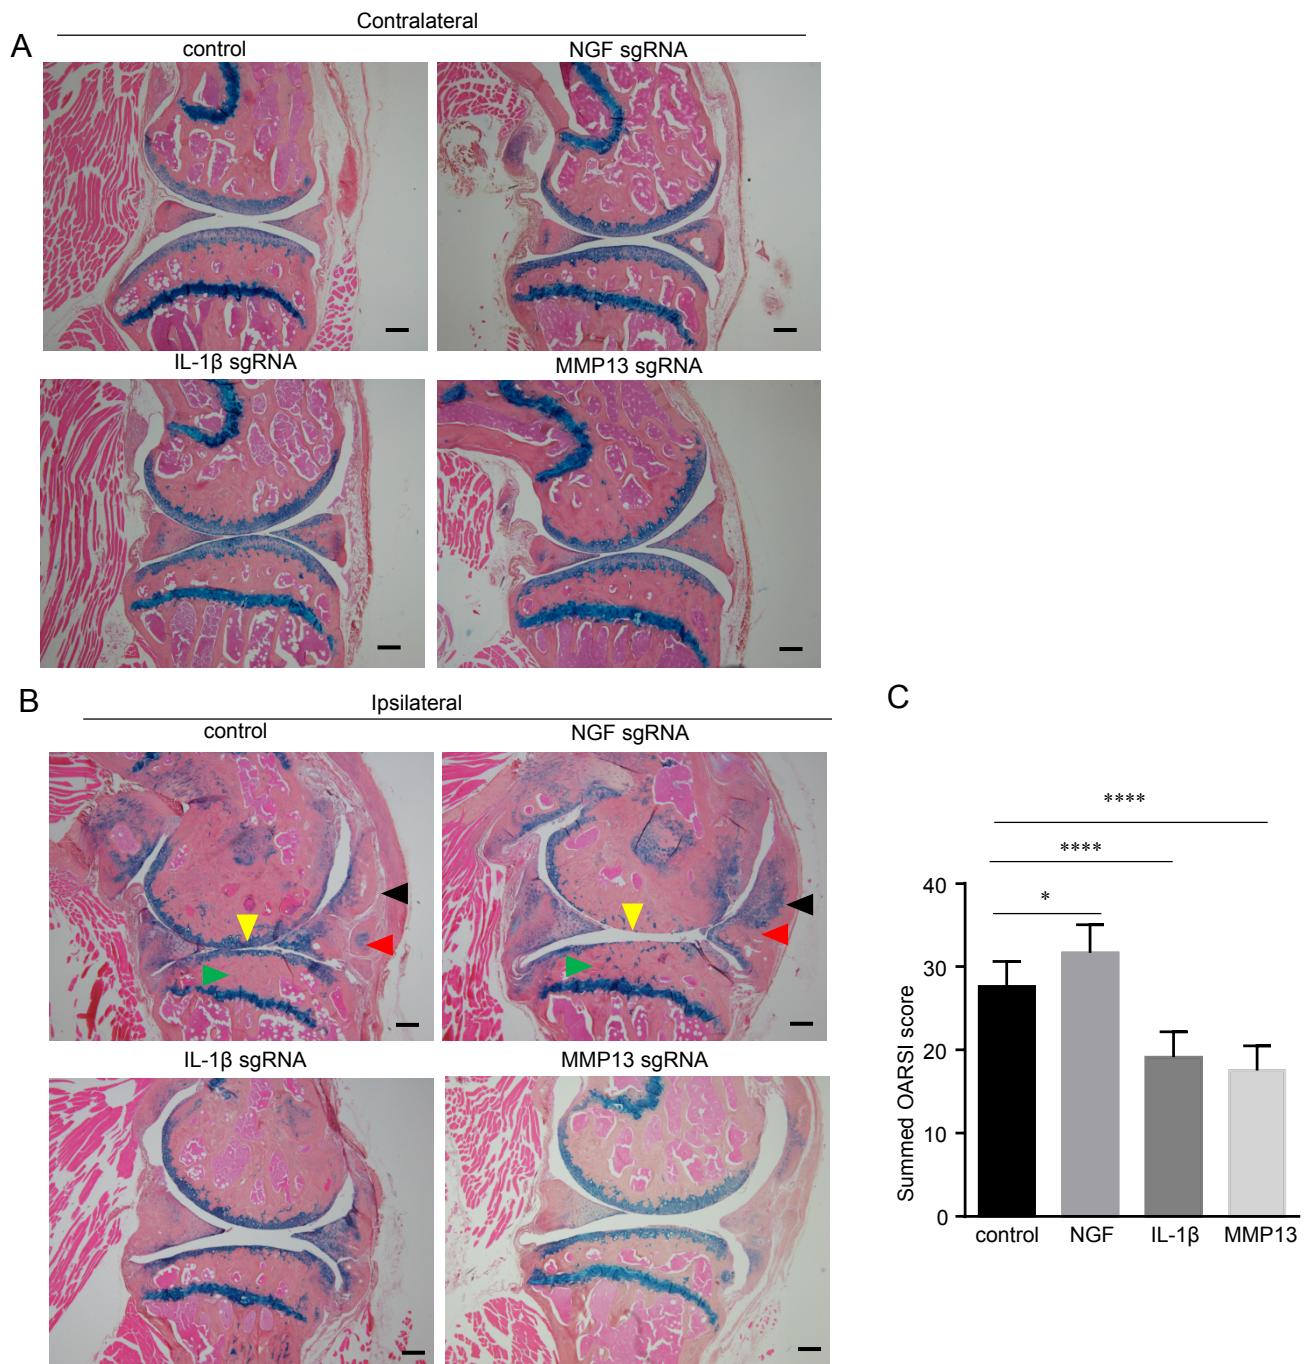 Contralateral
A
control
NGF sgRNA
IL-1β sgRNA
MMP13 sgRNA
B
Ipsilateral
control
NGF sgRNA
IL-1β sgRNA
MMP13 sgRNA
C
****
****
*
40
30
20
10
0
Summed OARSI score
control
NGF
IL-1β
MMP13